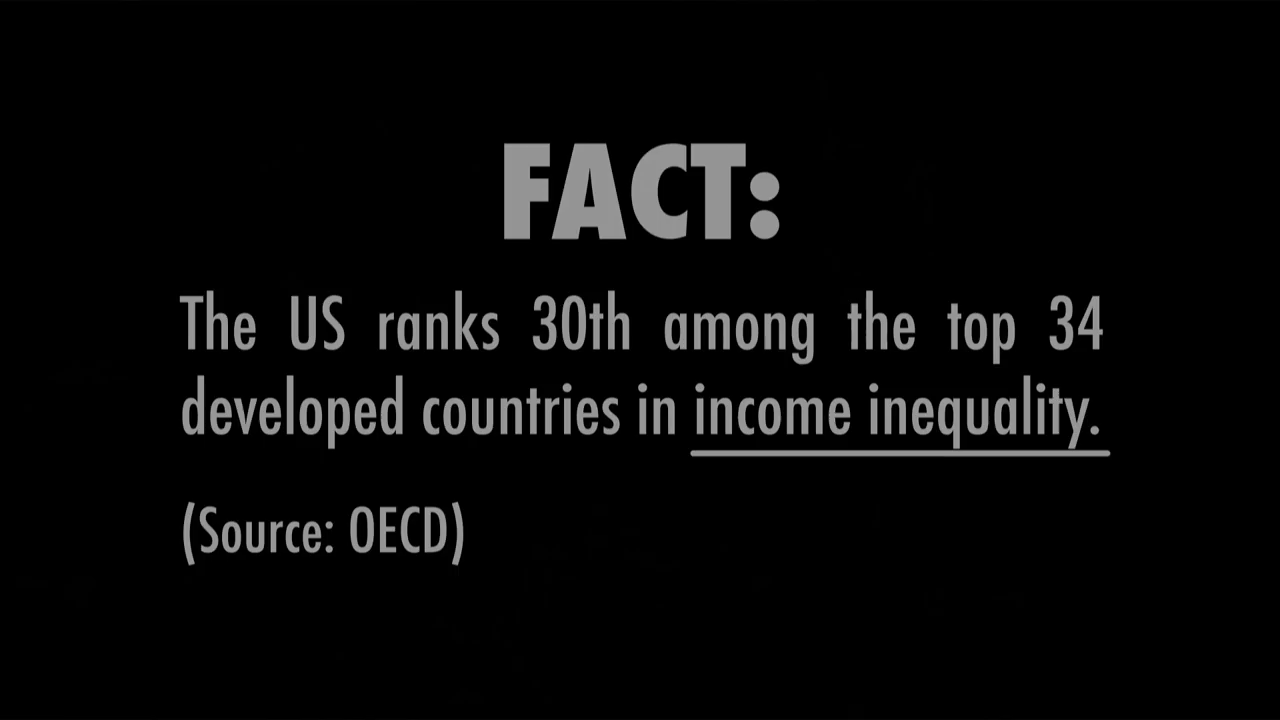 FACT:
The US ranks 30th among the top 34
developed countries in income inequality.
(Source: OECD)